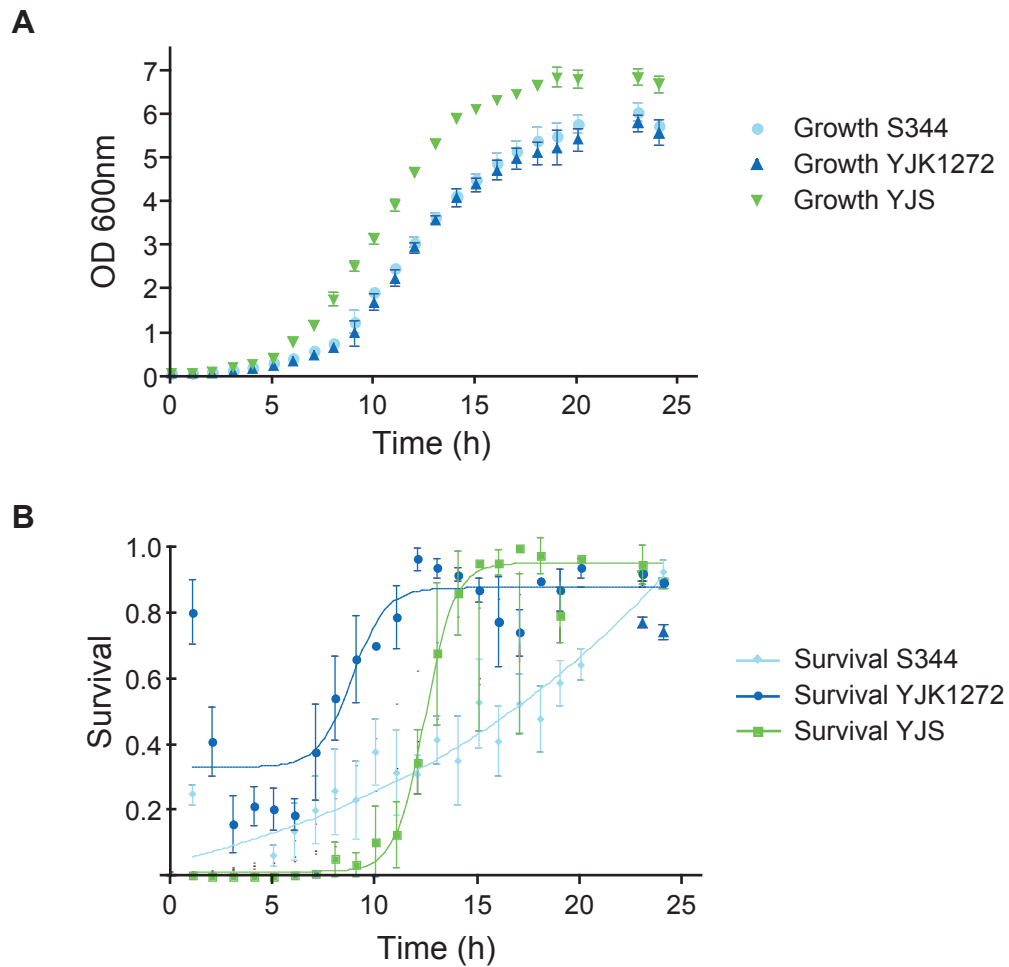 A
OD 600nm
7
6
5
4
3
2
1
0
0 5 10 15 20 25
Time (h)
Growth S344
Growth YJK1272
Growth YJS
B
Survival
1.0
0.8
0.6
0.4
0.2
0 5 10 15 20 25
Time (h)
Survival S344
Survival YJK1272
Survival YJS